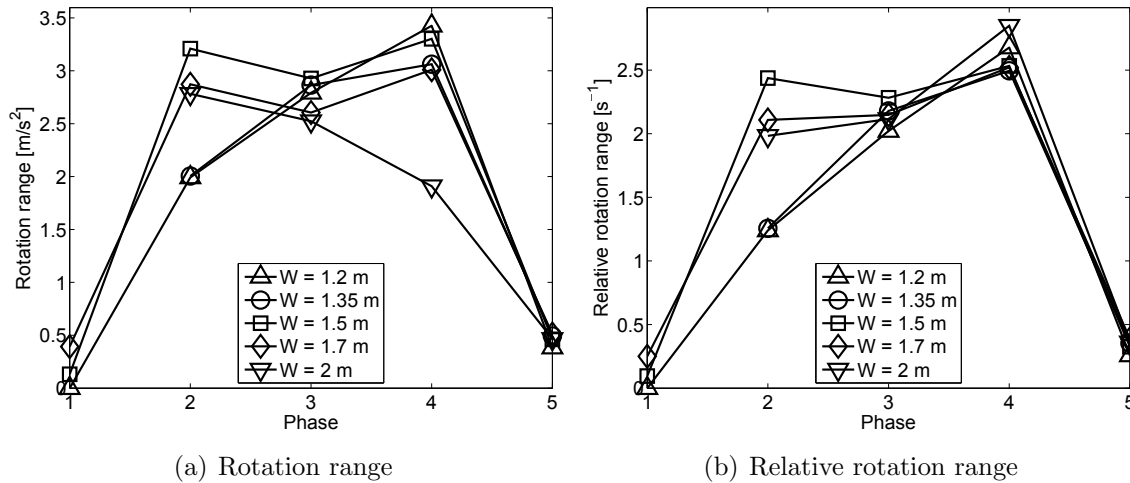 3.5
3
2.5
2
1.5
1
0.5
0
1 2 3 4 5
Phase
Rotation range [m/s²]
W = 1.2 m
W = 1.35 m
W = 1.5 m
W = 1.7 m
W = 2 m
(a) Rotation range
2.5
2
1.5
1
0.5
0
1 2 3 4 5
Phase
Relative rotation range [s⁻¹]
W = 1.2 m
W = 1.35 m
W = 1.5 m
W = 1.7 m
W = 2 m
(b) Relative rotation range